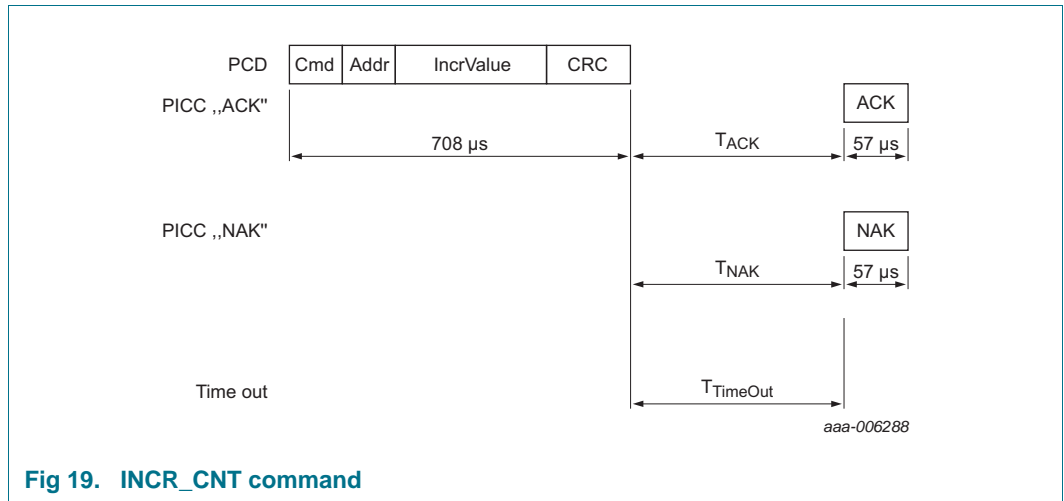 PCD Cmd Addr IncrValue CRC
PICC ,,ACK" ACK
708 µs TACK 57 µs
PICC ,,NAK" NAK
TNAK 57 µs
Time out TTimeOut
aaa-006288
Fig 19. INCR_CNT command